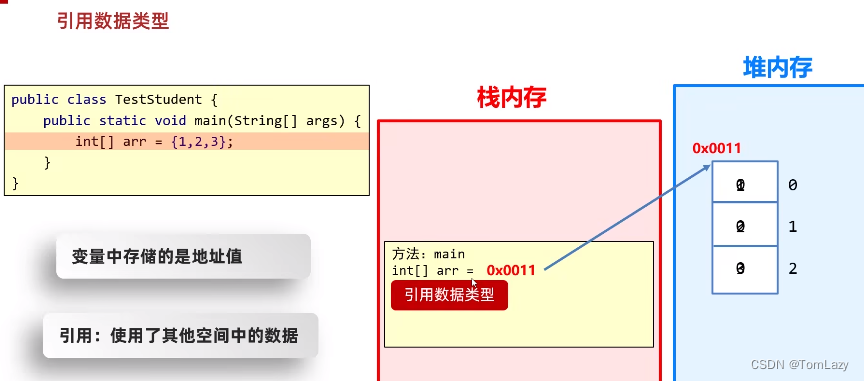 引用数据类型
public class TestStudent {
public static void main(String[] args) {
int[] arr = {1,2,3};
}
}
变量中存储的是地址值
引用：使用了其他空间中的数据
栈内存
方法：main
int[] arr = 0x0011
引用数据类型
堆内存
0x0011
0
1
2
CSDN @TomLazy